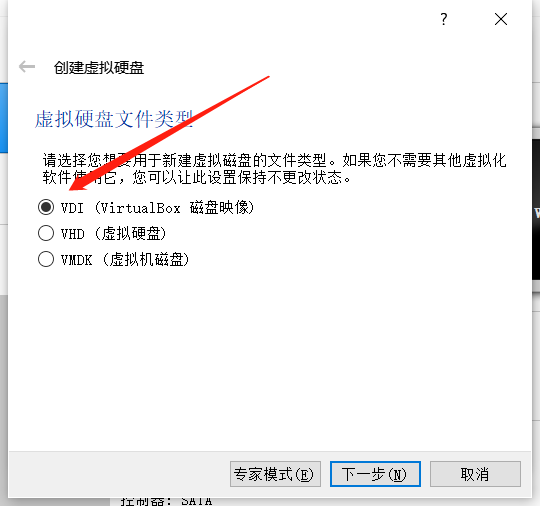 ?
创建虚拟硬盘
虚拟硬盘文件类型
请选择您想要用于新建虚拟磁盘的文件类型。如果您不需要其他虚拟化
软件使用它，您可以让此设置保持不更改状态。
VDI (VirtualBox 磁盘映像)
VHD (虚拟硬盘)
VMDK (虚拟机磁盘)
专家模式(E) 下一步(N) 取消
控制器: SATA